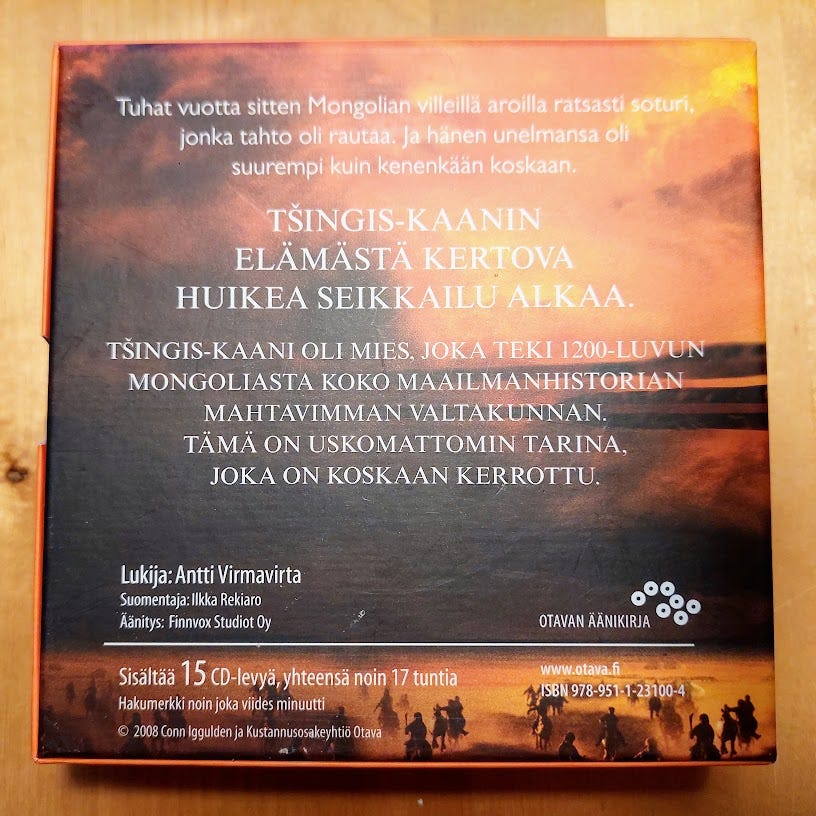 Tuhat vuotta sitten Mongolian villeillä aroilla ratsasti soturi,
jonka tahto oli rautaa. Ja hänen unelmansa oli
suurempi kuin kenenkään koskaan.
TŠINGIS-KAANIN
ELÄMÄSTÄ KERTOVA
HUIKEA SEIKKAILU ALKAA.
TŠINGIS-KAANI OLI MIES, JOKA TEKI 1200-LUVUN
MONGOLIASTA KOKO MAAILMANHISTORIAN
MAHTAVIMMAN VALTAKUNNAN.
TÄMÄ ON USKOMATTOMIN TARINA,
JOKA ON KOSKAAN KERROTTU.
Lukija: Antti Virmavirta
Suomentaja: Ilkka Rekiaro
Äänitys: Finnvox Studiot Oy
OTAVAN ÄÄNIKIRJA
Sisältää 15 CD-levyä, yhteensä noin 17 tuntia
Hakumerkki noin joka viides minuutti
© 2008 Conn Iggulden ja Kustannusosakeyhtiö Otava
www.otava.fi
ISBN 978-951-1-23100-4